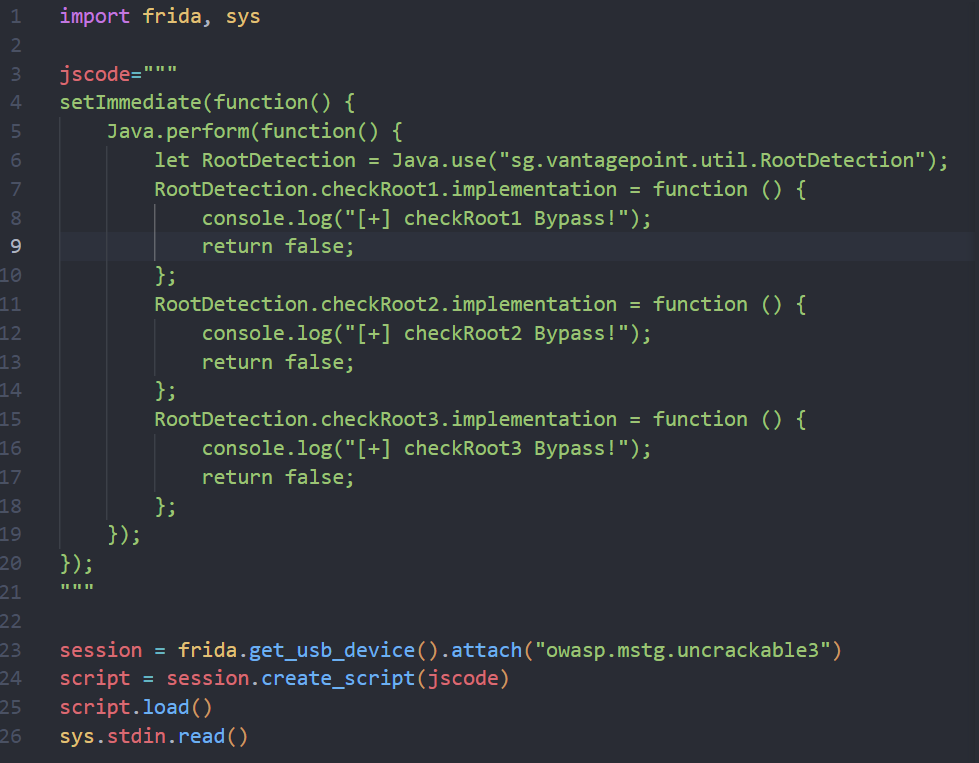 1 import frida, sys
2
3 jscode="""
4 setImmediate(function() {
5     Java.perform(function() {
6         let RootDetection = Java.use("sg.vantagepoint.util.RootDetection");
7         RootDetection.checkRoot1.implementation = function () {
8             console.log("[+] checkRoot1 Bypass!");
9             return false;
10         };
11         RootDetection.checkRoot2.implementation = function () {
12             console.log("[+] checkRoot2 Bypass!");
13             return false;
14         };
15         RootDetection.checkRoot3.implementation = function () {
16             console.log("[+] checkRoot3 Bypass!");
17             return false;
18         };
19     });
20 });
21 """
22
23 session = frida.get_usb_device().attach("owasp.mstg.uncrackable3")
24 script = session.create_script(jscode)
25 script.load()
26 sys.stdin.read()